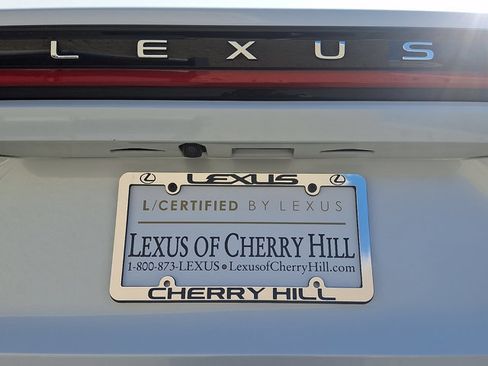 LEXUS
LEXUS
L/CERTIFIED BY LEXUS
LEXUS OF CHERRY HILL
1-800-873-LEXUS • LexusofCherryHill.com
CHERRY HILL